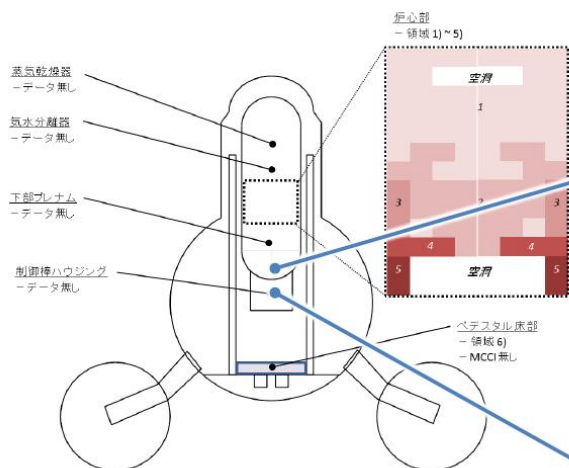 炉心部
− 領域 1)~5)
蒸気乾燥器
−データ無し
気水分離器
−データ無し
下部プレナム
−データ無し
制御棒ハウジング
−データ無し
空洞
1
2
3
3
4
4
5
空洞
5
ペデスタル床部
− 領域 6)
− MCCI 無し